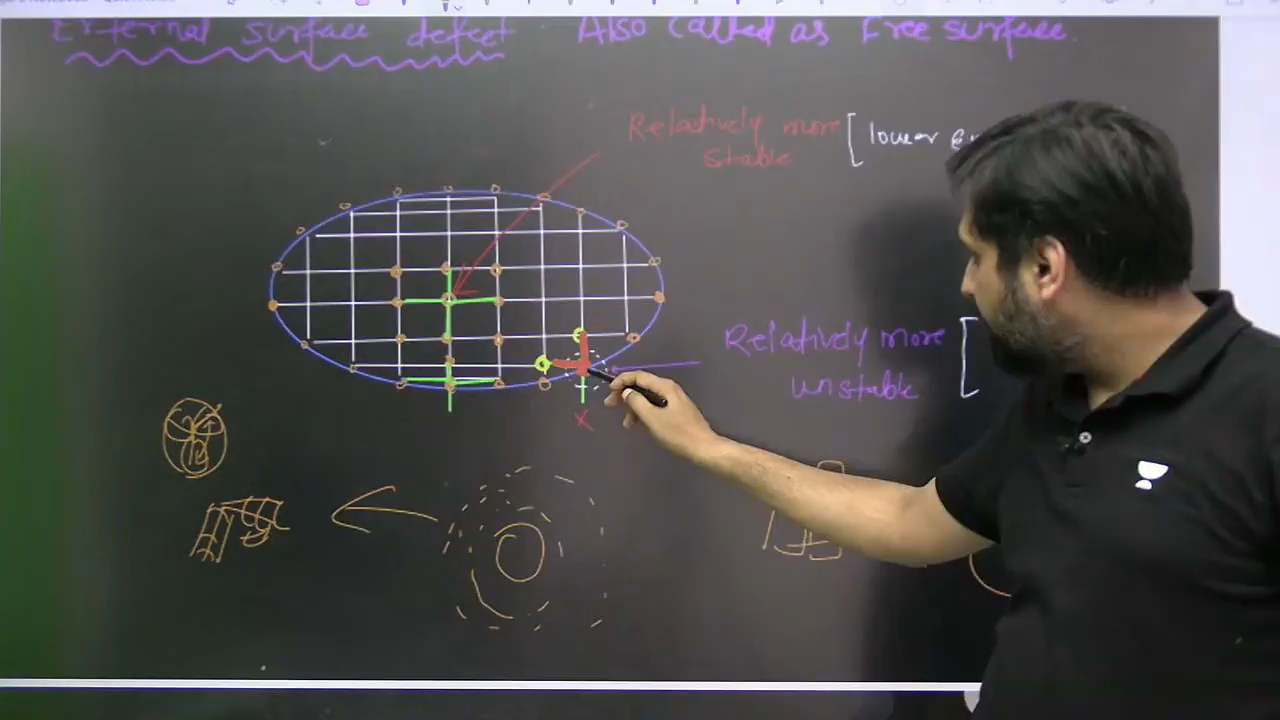 External surface defect Also called as Free surface.
Relatively more [lower
stable
Relatively more [
unstable
x